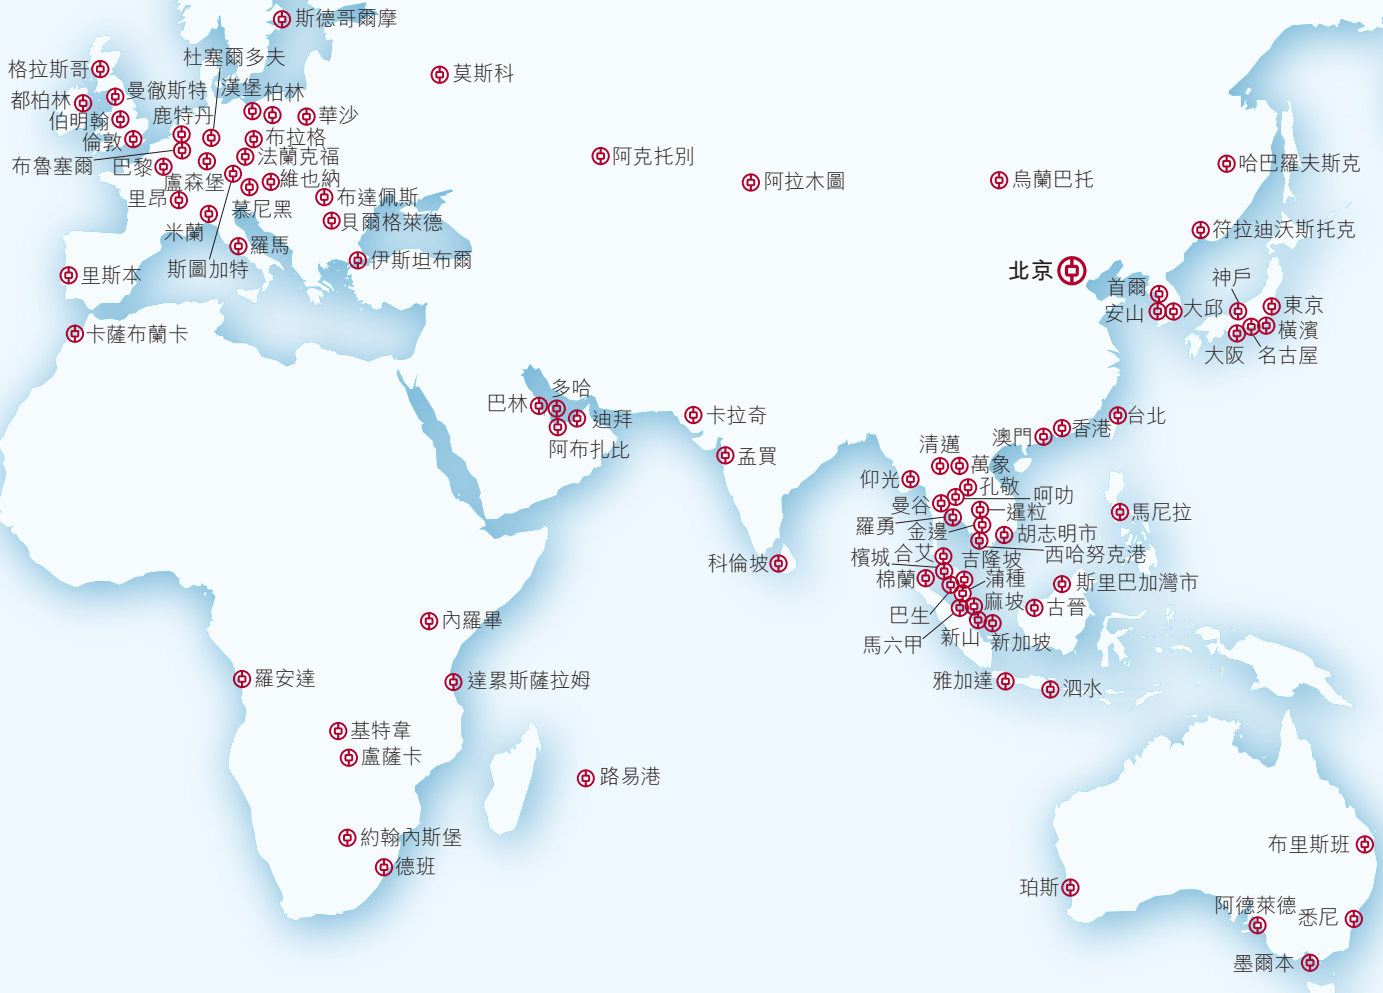 斯德哥爾摩
杜塞爾多夫
格拉斯哥
莫斯科
曼徹斯特
漢堡
柏林
都柏林
伯明翰
鹿特丹
華沙
倫敦
布拉格
布魯塞爾
巴黎
法蘭克福
盧森堡
維也納
里昂
慕尼黑
布達佩斯
米蘭
貝爾格萊德
羅馬
斯圖加特
伊斯坦布爾
里斯本
卡薩布蘭卡
阿克托別
阿拉木圖
烏蘭巴托
哈巴羅夫斯克
符拉迪沃斯托克
北京
神戶
首爾
安山
大邱
東京
橫濱
大阪
名古屋
巴林
多哈
迪拜
阿布扎比
卡拉奇
孟買
台北
香港
澳門
清邁
萬象
仰光
孔敬
呵叻
曼谷
暹粒
羅勇
金邊
馬尼拉
胡志明市
西哈努克港
檳城
合艾
吉隆坡
科倫坡
棉蘭
蒲種
斯里巴加灣市
巴生
麻坡
古晉
馬六甲
新山
新加坡
內羅畢
羅安達
達累斯薩拉姆
雅加達
泗水
基特韋
盧薩卡
路易港
約翰內斯堡
德班
布里斯班
珀斯
阿德萊德
悉尼
墨爾本